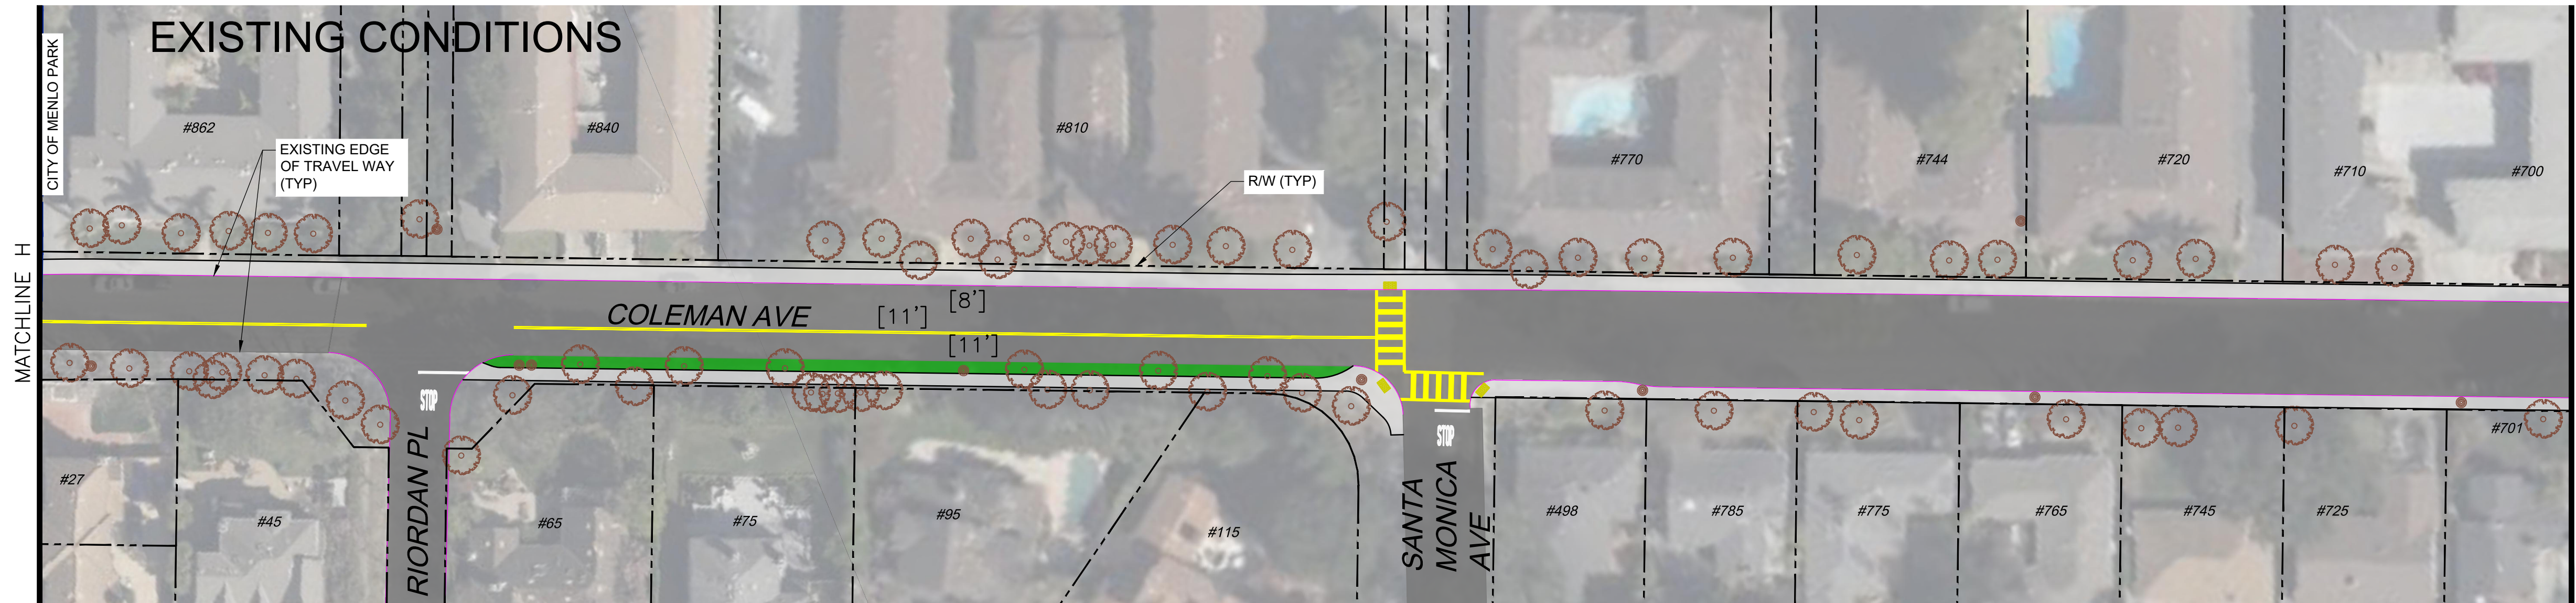 EXISTING CONDITIONS
CITY OF MENLO PARK
#862
EXISTING EDGE
OF TRAVEL WAY
(TYP)
#840
#810
R/W (TYP)
#770
#744
#720
#710
#700
MATCHLINE H
COLEMAN AVE
[11']
[8']
[11']
STOP
RIORDAN PL
STOP
SANTA
MONICA
AVE
#27
#45
#65
#75
#95
#115
#498
#785
#775
#765
#745
#725
#701